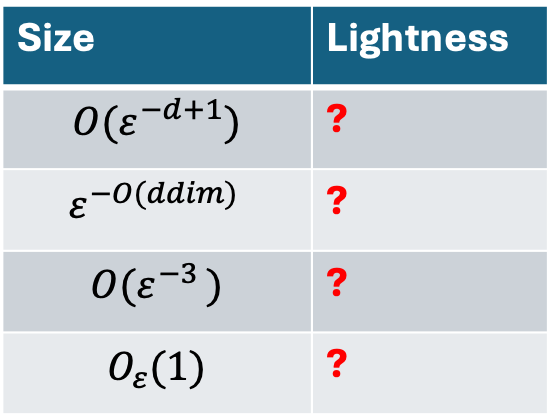 Size Lightness
O(ε^{-d+1}) ?
ε^{-O(ddim)} ?
O(ε^{-3}) ?
O_ε(1) ?